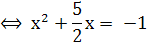 ⇔ x² + 5/2 x = −1